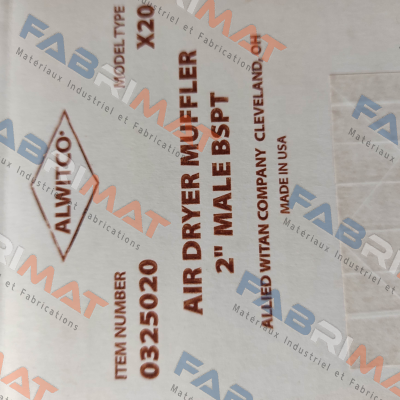 ALWITCO®
MODEL TYPE
X20
ITEM NUMBER
0325020
AIR DRYER MUFFLER
2" MALE BSPT
ALLIED WITAN COMPANY CLEVELAND, OH
MADE IN USA
FABRIMAT
Matériaux Industriel et Fabrications